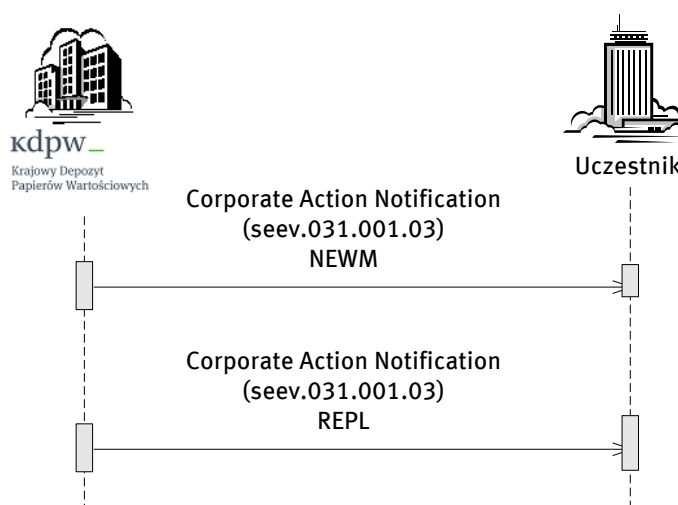 kdpw_
Krajowy Depozyt
Papierów Wartościowych
Uczestnik
Corporate Action Notification
(seev.031.001.03)
NEWM
Corporate Action Notification
(seev.031.001.03)
REPL